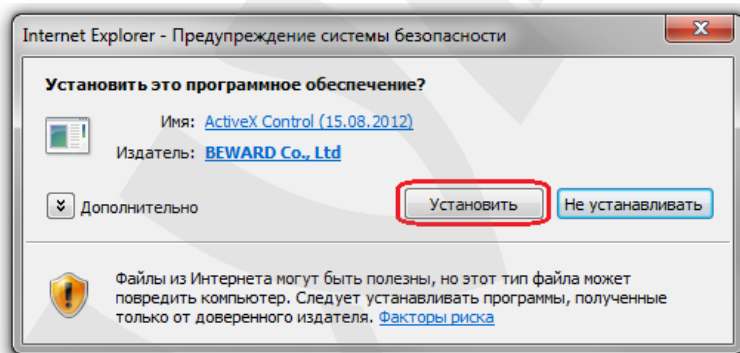 Internet Explorer - Предупреждение системы безопасности
Установить это программное обеспечение?
Имя: ActiveX Control (15.08.2012)
Издатель: BEWARD Co., Ltd
Дополнительно
Установить
Не устанавливать
Файлы из Интернета могут быть полезны, но этот тип файла может
повредить компьютер. Следует устанавливать программы, полученные
только от доверенного издателя. Факторы риска